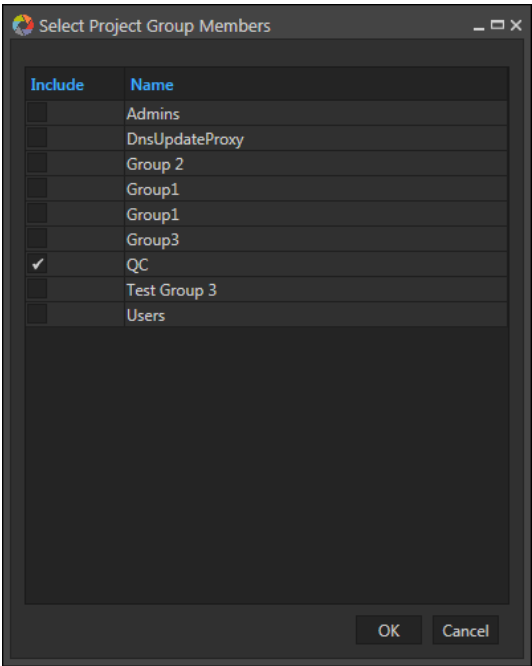 Select Project Group Members
Include Name
Admins
DnsUpdateProxy
Group 2
Group1
Group1
Group3
QC
Test Group 3
Users
OK Cancel